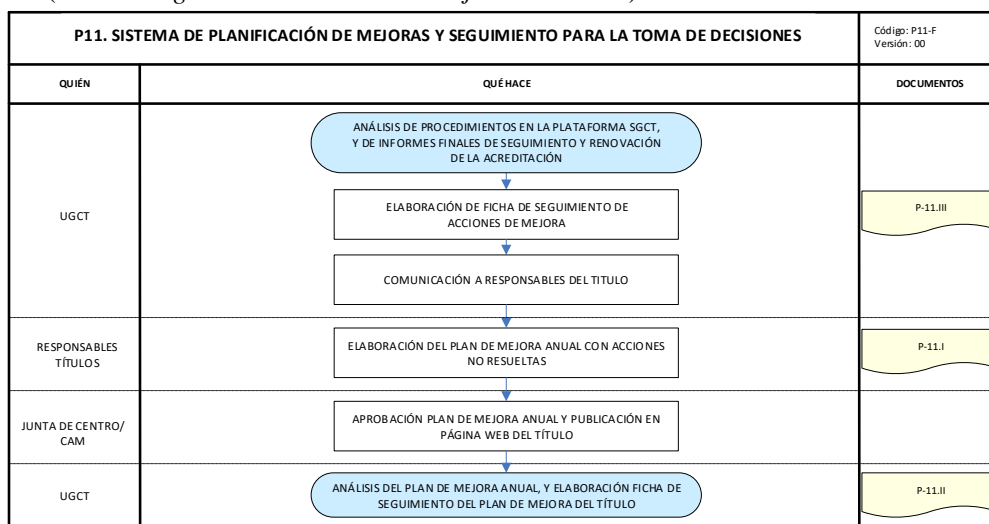 P11. SISTEMA DE PLANIFICACIÓN DE MEJORAS Y SEGUIMIENTO PARA LA TOMA DE DECISIONES
Código: P11-F
Versión: 00
QUIÉN
QUÉ HACE
DOCUMENTOS
ANÁLISIS DE PROCEDIMIENTOS EN LA PLATAFORMA SGCT,
Y DE INFORMES FINALES DE SEGUIMIENTO Y RENOVACIÓN
DE LA ACREDITACIÓN
UGCT
ELABORACIÓN DE FICHA DE SEGUIMIENTO DE
ACCIONES DE MEJORA
P-11.III
COMUNICACIÓN A RESPONSABLES DEL TITULO
RESPONSABLES
TÍTULOS
ELABORACIÓN DEL PLAN DE MEJORA ANUAL CON ACCIONES
NO RESUELTAS
P-11.I
JUNTA DE CENTRO/
CAM
APROBACIÓN PLAN DE MEJORA ANUAL Y PUBLICACIÓN EN
PÁGINA WEB DEL TÍTULO
UGCT
ANÁLISIS DEL PLAN DE MEJORA ANUAL, Y ELABORACIÓN FICHA DE
SEGUIMIENTO DEL PLAN DE MEJORA DEL TÍTULO
P-11.II